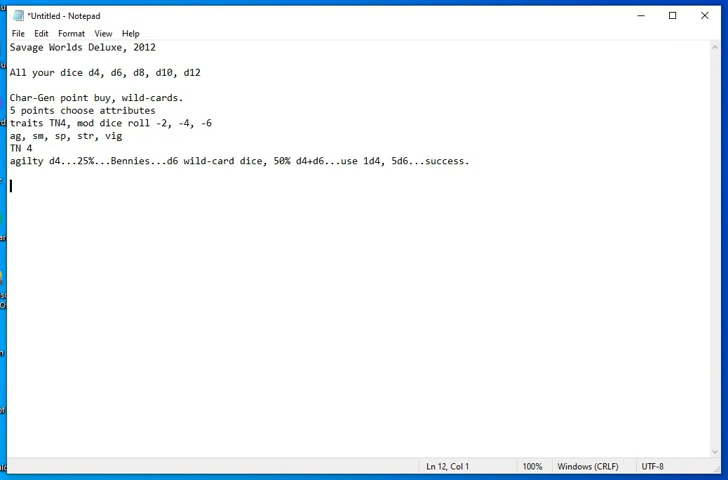 *Untitled - Notepad
File Edit Format View Help
Savage Worlds Deluxe, 2012
All your dice d4, d6, d8, d10, d12
Char-Gen point buy, wild-cards.
5 points choose attributes
traits TN4, mod dice roll -2, -4, -6
ag, sm, sp, str, vig
TN 4
agilty d4...25%...Bennies...d6 wild-card dice, 50% d4+d6...use 1d4, 5d6...success.
Ln 12, Col 1 100% Windows (CRLF) UTF-8